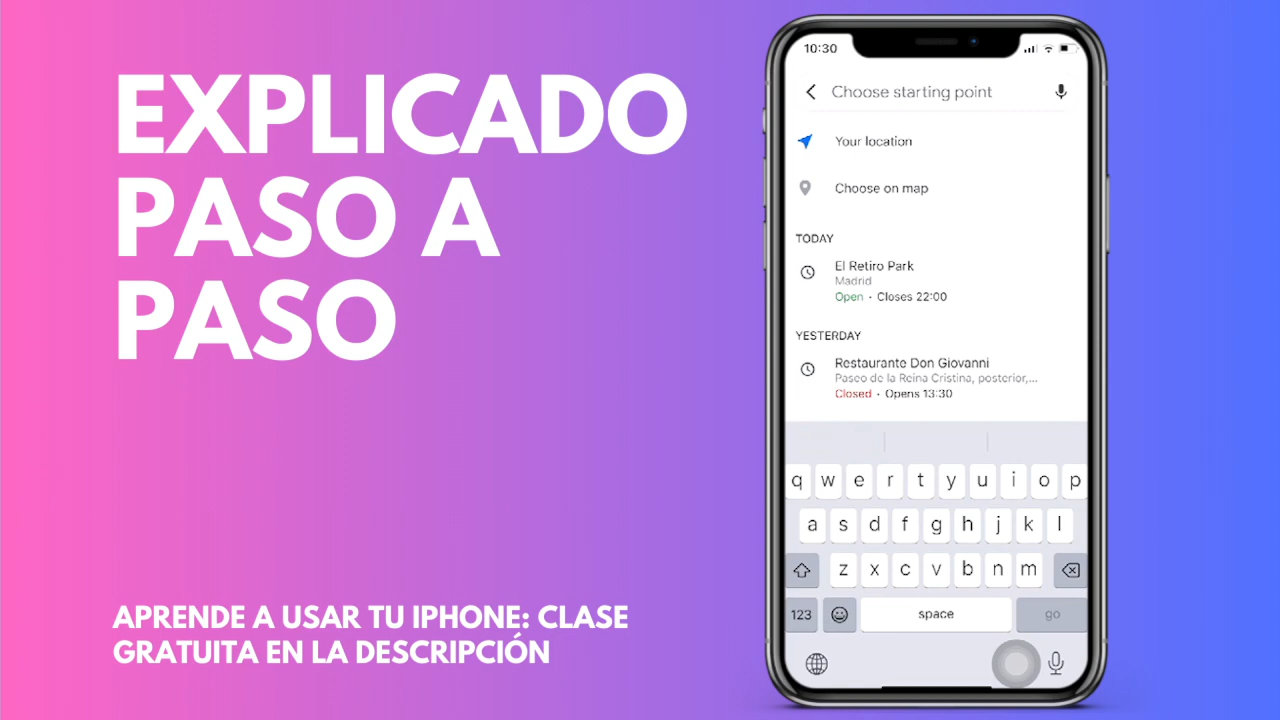 EXPLICADO
PASO A
PASO
APRENDE A USAR TU IPHONE: CLASE
GRATUITA EN LA DESCRIPCIÓN
10:30
Choose starting point
Your location
Choose on map
TODAY
El Retiro Park
Madrid
Open · Closes 22:00
YESTERDAY
Restaurante Don Giovanni
Paseo de la Reina Cristina, posterior,...
Closed · Opens 13:30
q w e r t y u i o p
a s d f g h j k l
z x c v b n m
123 space go